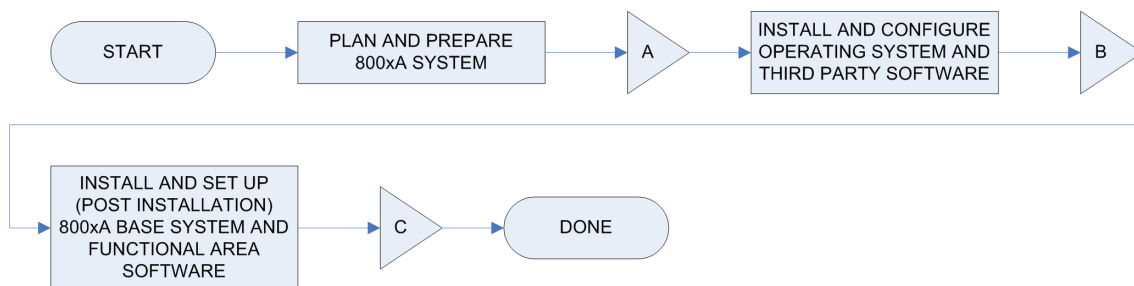 START
PLAN AND PREPARE
800xA SYSTEM
A
INSTALL AND CONFIGURE
OPERATING SYSTEM AND
THIRD PARTY SOFTWARE
B
INSTALL AND SET UP
(POST INSTALLATION)
800xA BASE SYSTEM AND
FUNCTIONAL AREA
SOFTWARE
C
DONE